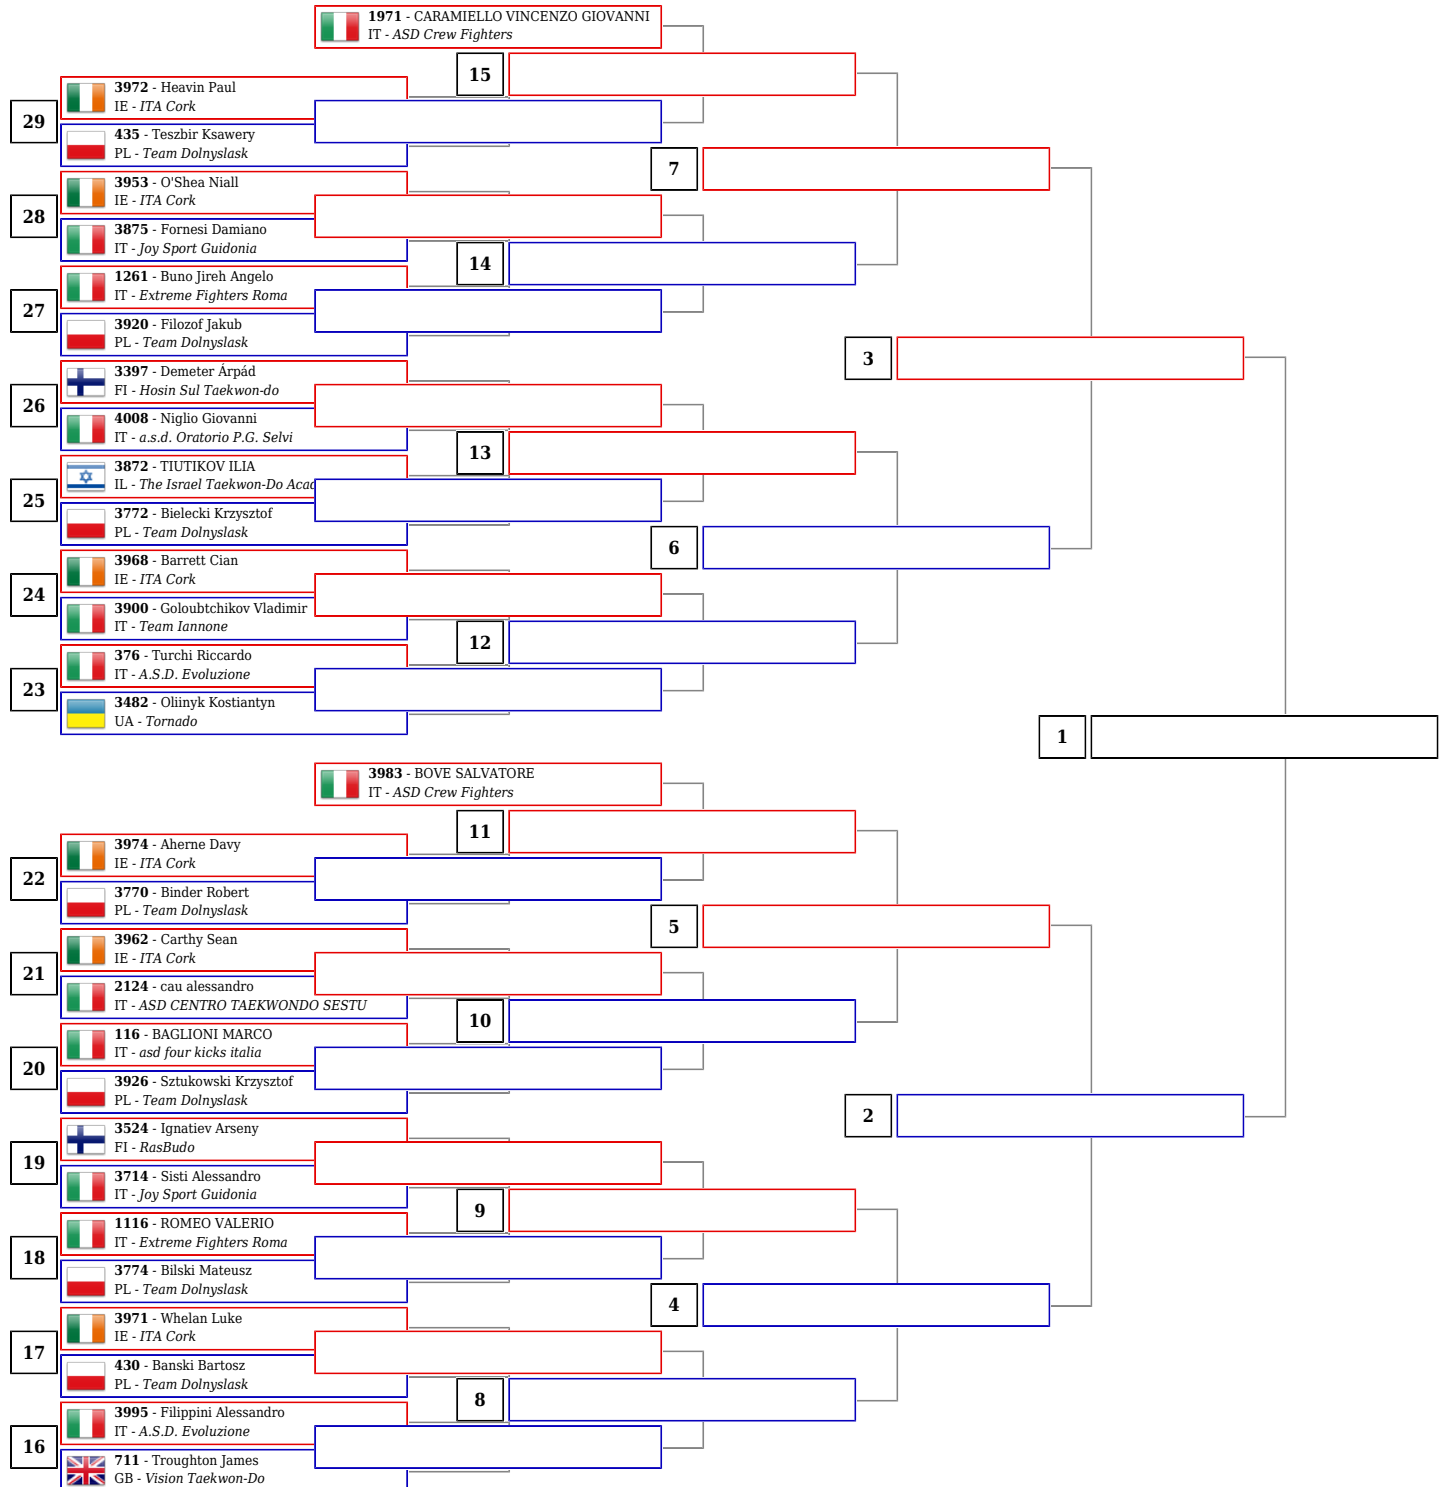 1971 - CARAMIELLO VINCENZO GIOVANNI
IT - ASD Crew Fighters
15
3972 - Heavin Paul
IE - ITA Cork
29
435 - Teszbir Ksawery
PL - Team Dolnyslask
7
3953 - O'Shea Niall
IE - ITA Cork
28
3875 - Fornesi Damiano
IT - Joy Sport Guidonia
14
1261 - Buno Jireh Angelo
IT - Extreme Fighters Roma
27
3920 - Filozof Jakub
PL - Team Dolnyslask
3
3397 - Demeter Árpád
FI - Hosin Sul Taekwon-do
26
4008 - Niglio Giovanni
IT - a.s.d. Oratorio P.G. Selvi
13
3872 - TIUTIKOV ILIA
IL - The Israel Taekwon-Do Acad
25
3772 - Bielecki Krzysztof
PL - Team Dolnyslask
6
3968 - Barrett Cian
IE - ITA Cork
24
3900 - Goloubtchikov Vladimir
IT - Team Iannone
12
376 - Turchi Riccardo
IT - A.S.D. Evoluzione
23
3482 - Oliinyk Kostiantyn
UA - Tornado
1
3983 - BOVE SALVATORE
IT - ASD Crew Fighters
11
3974 - Aherne Davy
IE - ITA Cork
22
3770 - Binder Robert
PL - Team Dolnyslask
5
3962 - Carthy Sean
IE - ITA Cork
21
2124 - cau alessandro
IT - ASD CENTRO TAEKWONDO SESTU
10
116 - BAGLIONI MARCO
IT - asd four kicks italia
20
3926 - Sztukowski Krzysztof
PL - Team Dolnyslask
2
3524 - Ignatiev Arseny
FI - RasBudo
19
3714 - Sisti Alessandro
IT - Joy Sport Guidonia
9
1116 - ROMEO VALERIO
IT - Extreme Fighters Roma
18
3774 - Bilski Mateusz
PL - Team Dolnyslask
4
3971 - Whelan Luke
IE - ITA Cork
17
430 - Banski Bartosz
PL - Team Dolnyslask
8
3995 - Filippini Alessandro
IT - A.S.D. Evoluzione
16
711 - Troughton James
GB - Vision Taekwon-Do